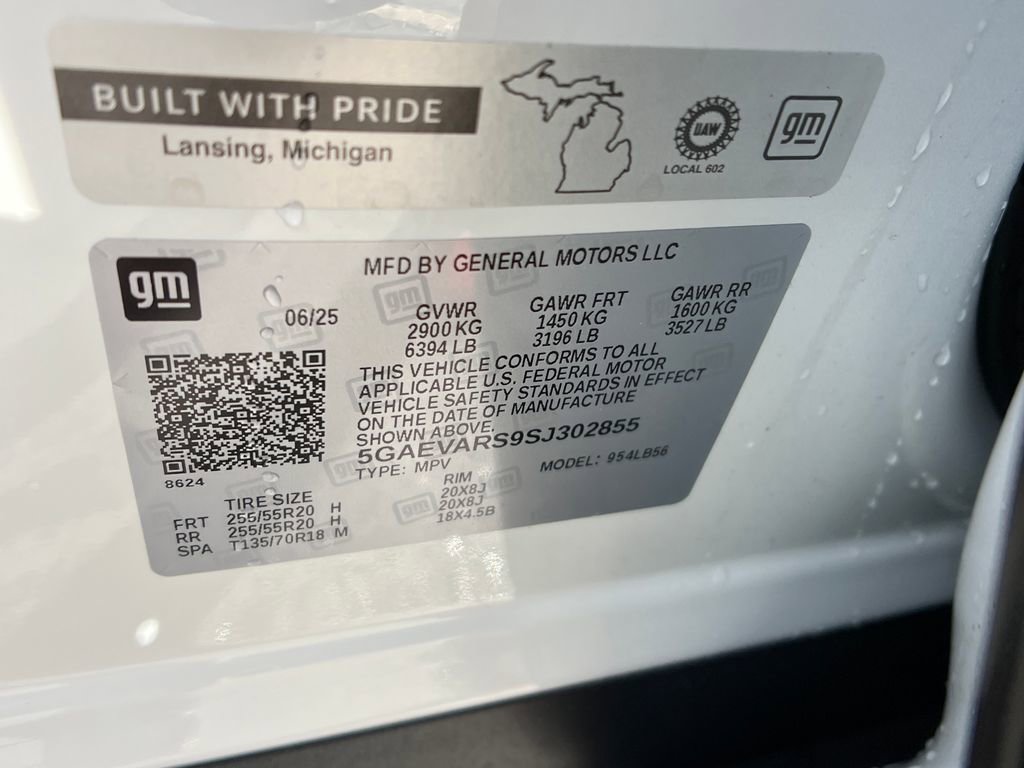 BUILT WITH PRIDE
Lansing, Michigan
UAW
LOCAL 602
gm
gm
MFD BY GENERAL MOTORS LLC
06/25
GVWR
2900 KG
6394 LB
GAWR FRT
1450 KG
3196 LB
GAWR RR
1600 KG
3527 LB
THIS VEHICLE CONFORMS TO ALL
APPLICABLE U.S. FEDERAL MOTOR
VEHICLE SAFETY STANDARDS IN EFFECT
ON THE DATE OF MANUFACTURE
SHOWN ABOVE.
5GAEVARS9SJ302855
TYPE: MPV
MODEL: 954LB56
8624
TIRE SIZE
RIM
FRT 255/55R20 H 20X8J
RR 255/55R20 H 20X8J
SPA T135/70R18 M 18X4.5B